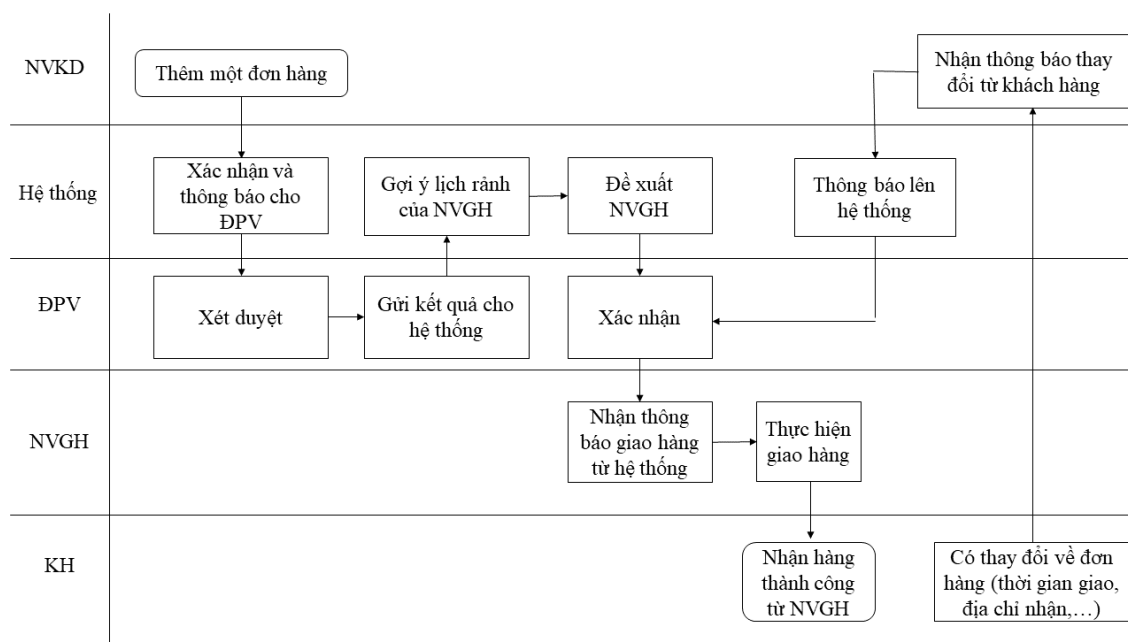 NVKD
Thêm một đơn hàng
Nhận thông báo thay
đổi từ khách hàng
Hệ thống
Xác nhận và
thông báo cho
ĐPV
Gợi ý lịch rảnh
của NVGH
Đề xuất
NVGH
Thông báo lên
hệ thống
ĐPV
Xét duyệt
Gửi kết quả cho
hệ thống
Xác nhận
NVGH
Nhận thông
báo giao hàng
từ hệ thống
Thực hiện
giao hàng
KH
Nhận hàng
thành công
từ NVGH
Có thay đổi về đơn
hàng (thời gian giao,
địa chỉ nhận,…)